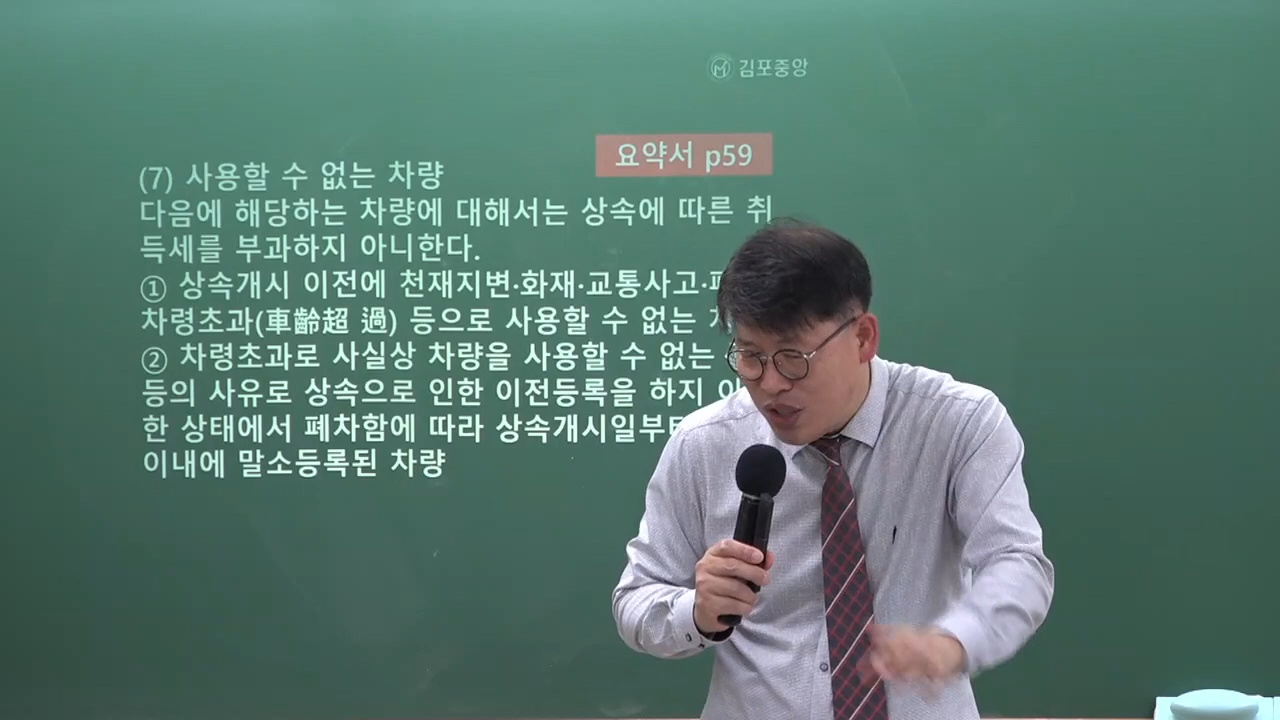 김포중앙
요약서 p59
(7) 사용할 수 없는 차량
다음에 해당하는 차량에 대해서는 상속에 따른 취
득세를 부과하지 아니한다.
① 상속개시 이전에 천재지변·화재·교통사고·
차령초과(車齡超 過) 등으로 사용할 수 없는
② 차령초과로 사실상 차량을 사용할 수 없는
등의 사유로 상속으로 인한 이전등록을 하지
한 상태에서 폐차함에 따라 상속개시일부터
이내에 말소등록된 차량